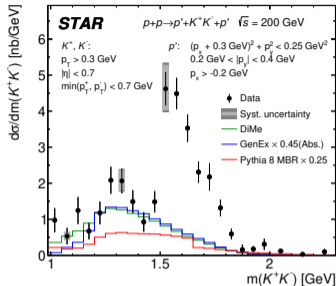 STAR p+p→p'+K⁺K⁻+p' √s = 200 GeV
K⁺, K⁻: p': (pₓ + 0.3 GeV)² + p_y² < 0.25 GeV²
p_T > 0.3 GeV 0.2 GeV < |p_y| < 0.4 GeV
|η| < 0.7 pₓ > -0.2 GeV
min(p_T⁺, p_T⁻) < 0.7 GeV
Data
Syst. uncertainty
DiMe
GenEx × 0.45(Abs.)
Pythia 8 MBR × 0.25
dσ/dm(K⁺K⁻) [nb/GeV]
6
5
4
3
2
1
0
1 1.5 2
m(K⁺K⁻) [GeV]